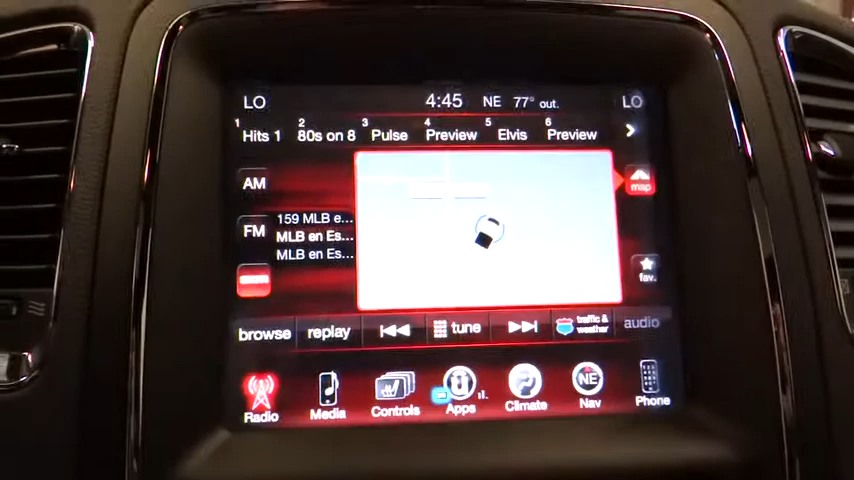 LO 4:45 NE 77° out. LO
1 2 3 4 5 6
Hits 1 80s on 8 Pulse Preview Elvis Preview
AM
map
FM
159 MLB e...
MLB en Es...
MLB en Es...
fav.
browse replay tune traffic & weather audio
NE
Radio Media Controls Apps Climate Nav Phone